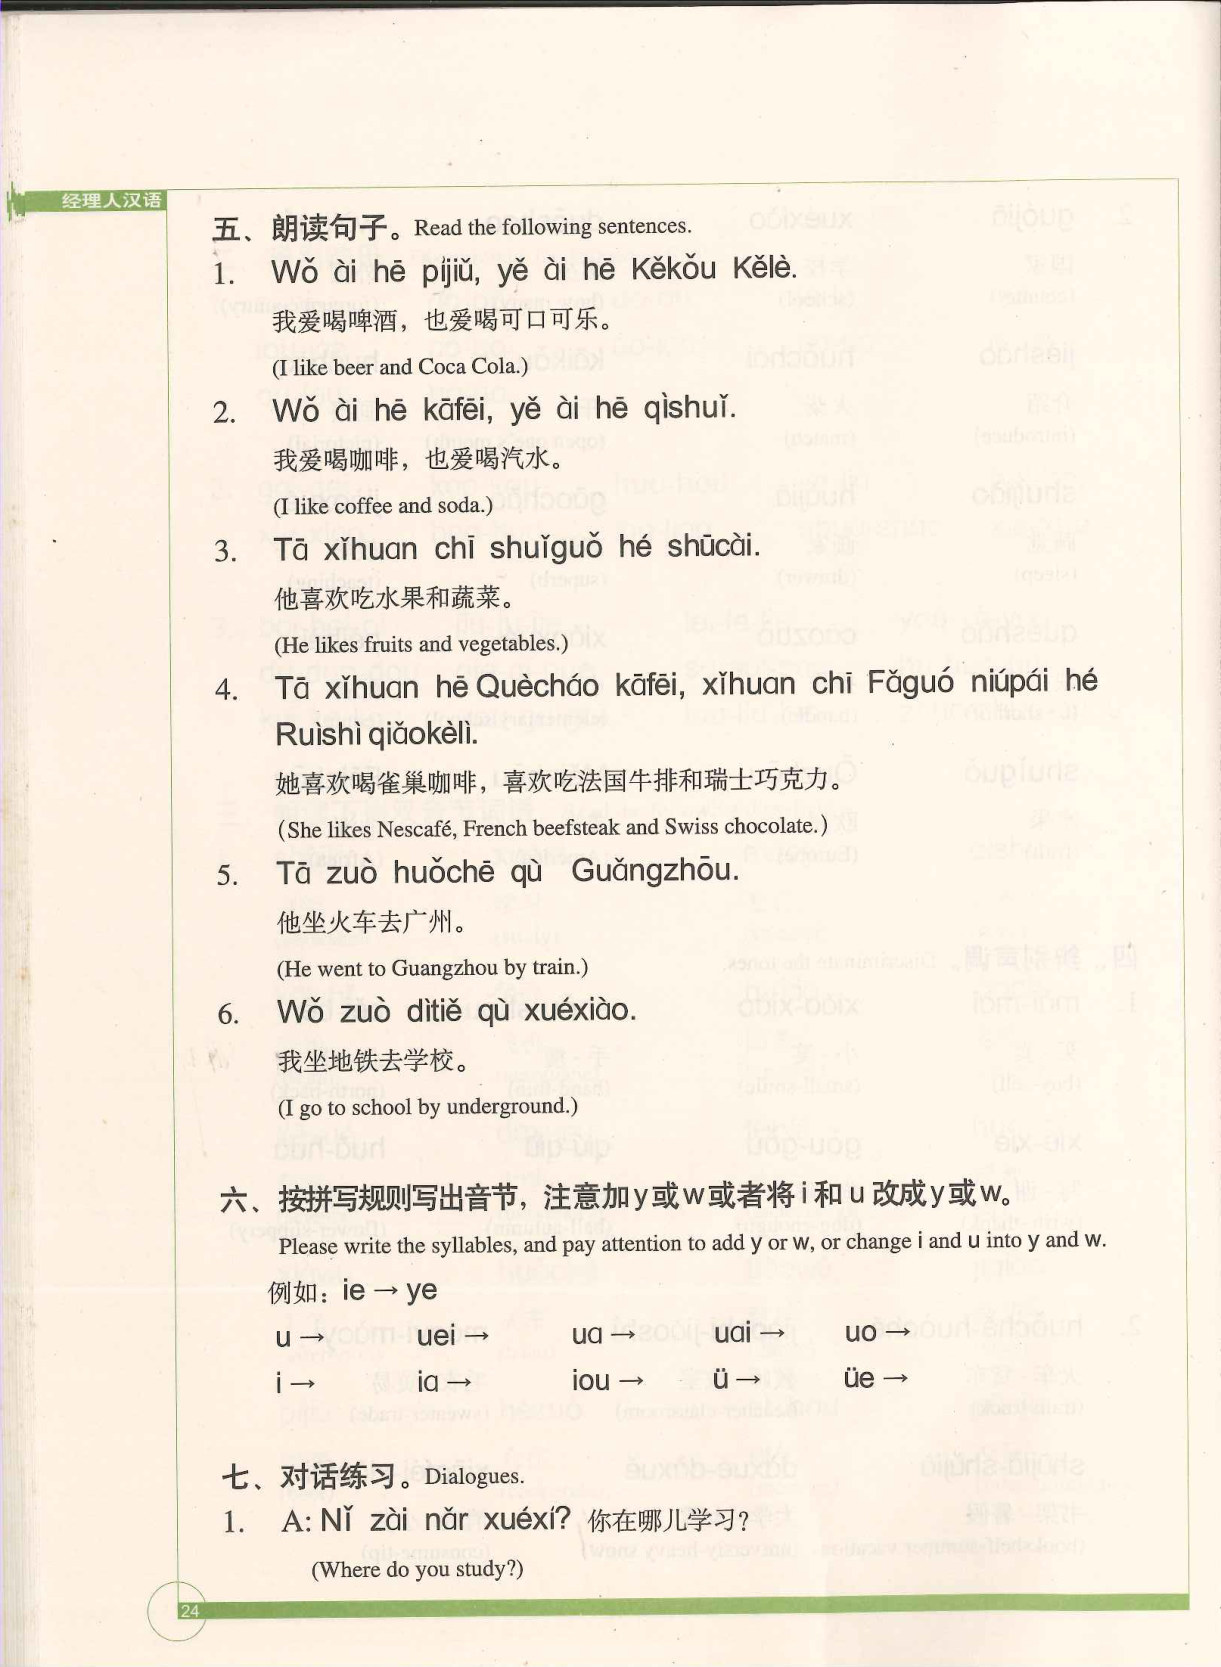 经理人汉语
五、朗读句子。Read the following sentences.
1. Wǒ ài hē píjiǔ, yě ài hē Kěkǒu Kělè.
我爱喝啤酒，也爱喝可口可乐。
(I like beer and Coca Cola.)
2. Wǒ ài hē kāfēi, yě ài hē qìshuǐ.
我爱喝咖啡，也爱喝汽水。
(I like coffee and soda.)
3. Tā xǐhuan chī shuǐguǒ hé shūcài.
他喜欢吃水果和蔬菜。
(He likes fruits and vegetables.)
4. Tā xǐhuan hē Quècháo kāfēi, xǐhuan chī Fǎguó niúpái hé
Ruìshì qiǎokèlì.
她喜欢喝雀巢咖啡，喜欢吃法国牛排和瑞士巧克力。
(She likes Nescafé, French beefsteak and Swiss chocolate.)
5. Tā zuò huǒchē qù Guǎngzhōu.
他坐火车去广州。
(He went to Guangzhou by train.)
6. Wǒ zuò dìtiě qù xuéxiào.
我坐地铁去学校。
(I go to school by underground.)
六、按拼写规则写出音节，注意加y或w或者将i和u改成y或w。
Please write the syllables, and pay attention to add y or w, or change i and u into y and w.
例如：ie → ye
u → uei → ua → uai → uo →
i → ia → iou → ü → üe →
七、对话练习。Dialogues.
1. A: Nǐ zài nǎr xuéxí? 你在哪儿学习?
(Where do you study?)
24